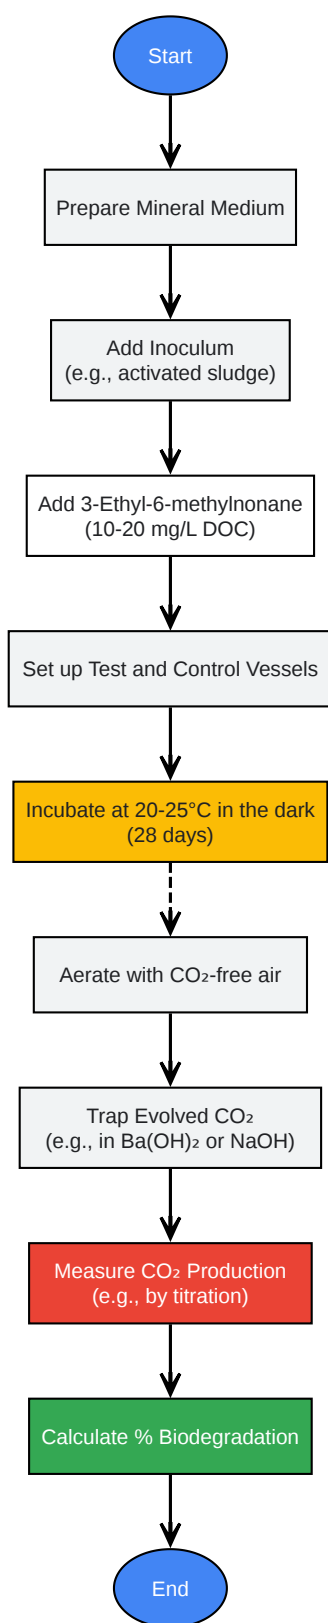 Start
Prepare Mineral Medium
Add Inoculum
(e.g., activated sludge)
Add 3-Ethyl-6-methylnonane
(10-20 mg/L DOC)
Set up Test and Control Vessels
Incubate at 20-25°C in the dark
(28 days)
Aerate with CO₂-free air
Trap Evolved CO₂
(e.g., in Ba(OH)₂ or NaOH)
Measure CO₂ Production
(e.g., by titration)
Calculate % Biodegradation
End